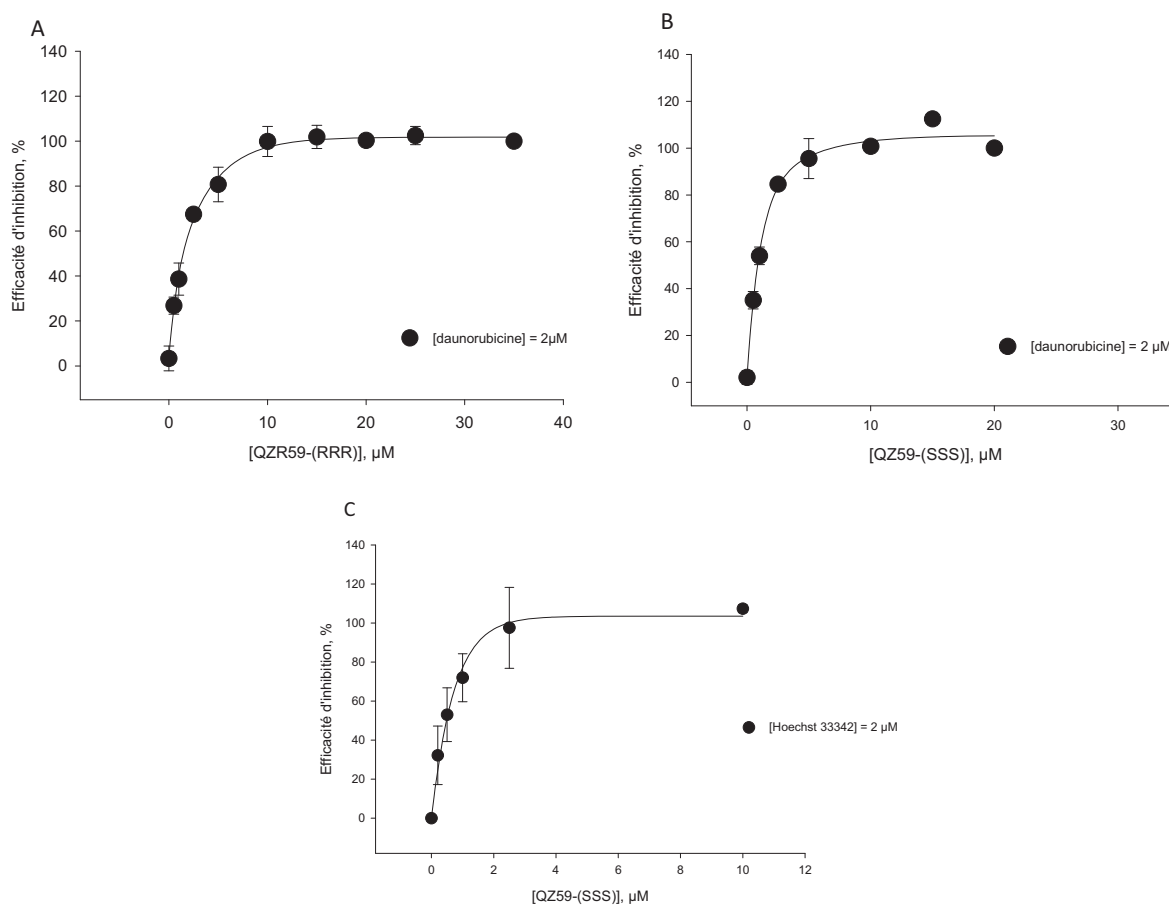 A
140
120
100
80
60
40
20
0
Efficacité d'inhibition, %
[daunorubicine] = 2µM
0 10 20 30 40
[QZR59-(RRR)], µM
B
140
120
100
80
60
40
20
0
Efficacité d'inhibition, %
[daunorubicine] = 2 µM
0 10 20 30
[QZ59-(SSS)], µM
C
140
120
100
80
60
40
20
0
Efficacité d'inhibition, %
[Hoechst 33342] = 2 µM
0 2 4 6 8 10 12
[QZ59-(SSS)], µM